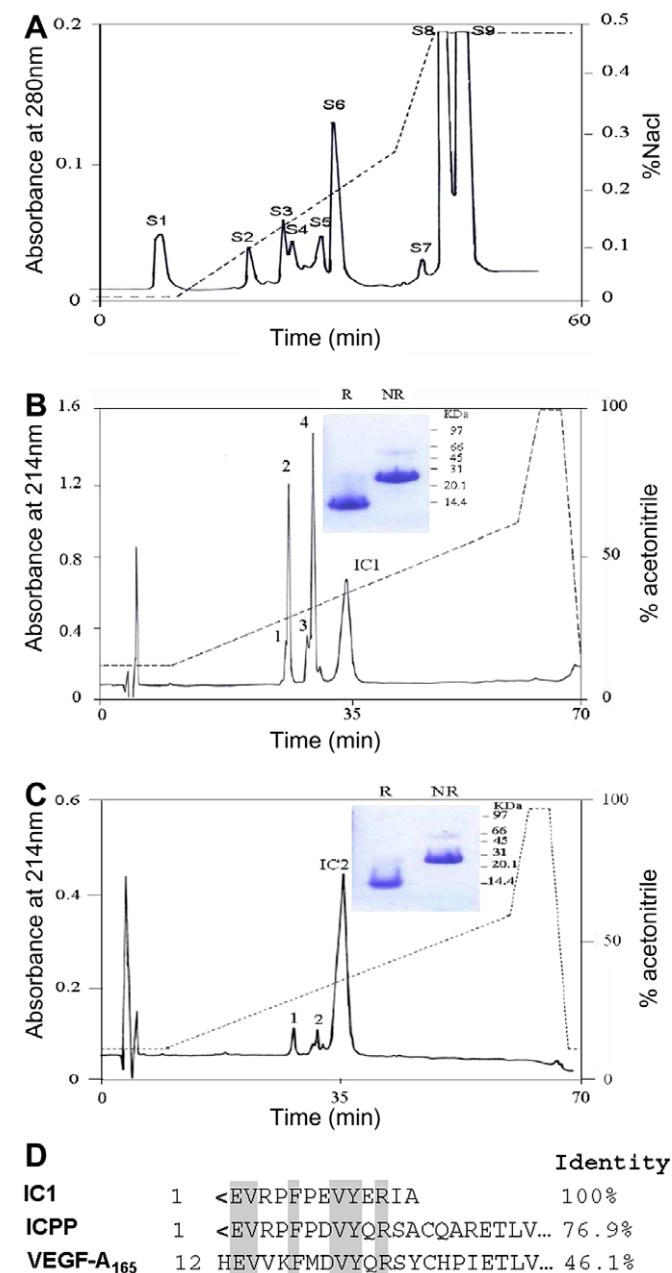 A
0.2
0.5
S8 S9
0.4
S6
0.3
0.1
0.2
S3
S1 S2 S4 S5
0.1
S7
0 0
0 60
Time (min)
Absorbance at 280nm
%Nacl
B
R NR
1.6 100
KDa
97
4
66
45
2 31
1.2 20.1
14.4
0.8 50
IC1
0.4
1 3
0 0
0 35 70
Time (min)
Absorbance at 214nm
% acetonitrile
C
R NR
0.6 100
KDa
97
66
45
31
IC2 20.1
14.4
0.4
50
0.2
1 2
0 0
35 70
Time (min)
Absorbance at 214nm
% acetonitrile
D
Identity
IC1 1 <EVRPFPEVYERIA 100%
ICPP 1 <EVRPFPDVYQRSACQARETLV... 76.9%
VEGF-A165 12 HEVVKFMDVYQRSYCHPIETLV... 46.1%